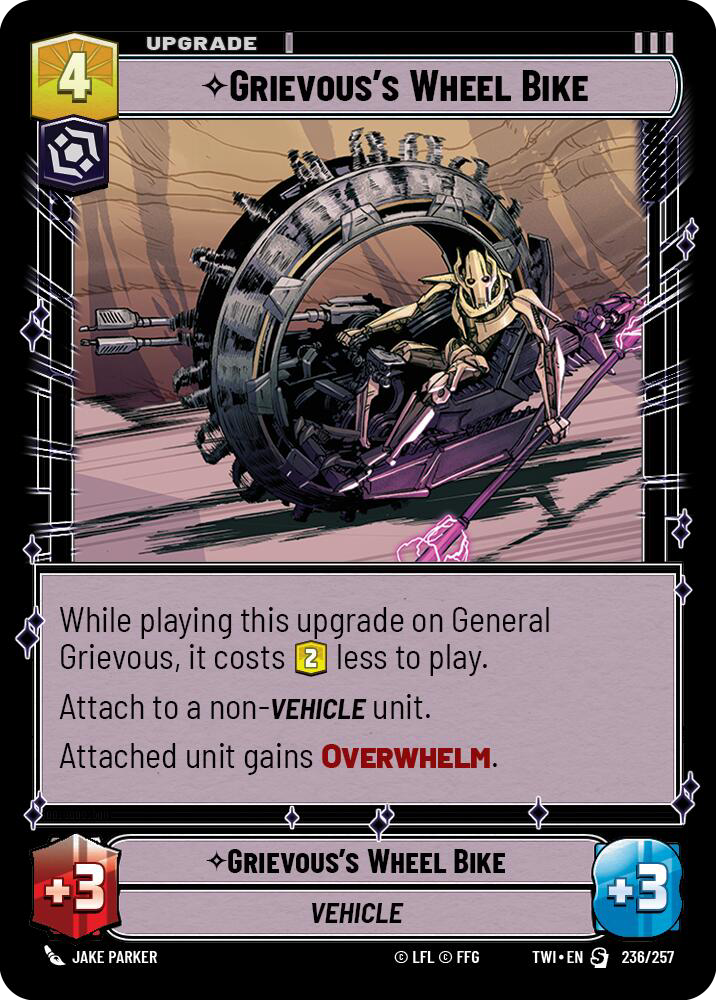 UPGRADE
4
✧GRIEVOUS'S WHEEL BIKE
While playing this upgrade on General
Grievous, it costs 2 less to play.
Attach to a non-VEHICLE unit.
Attached unit gains OVERWHELM.
+3
✧GRIEVOUS'S WHEEL BIKE
+3
VEHICLE
JAKE PARKER
© LFL © FFG
TWI • EN
S
236/257